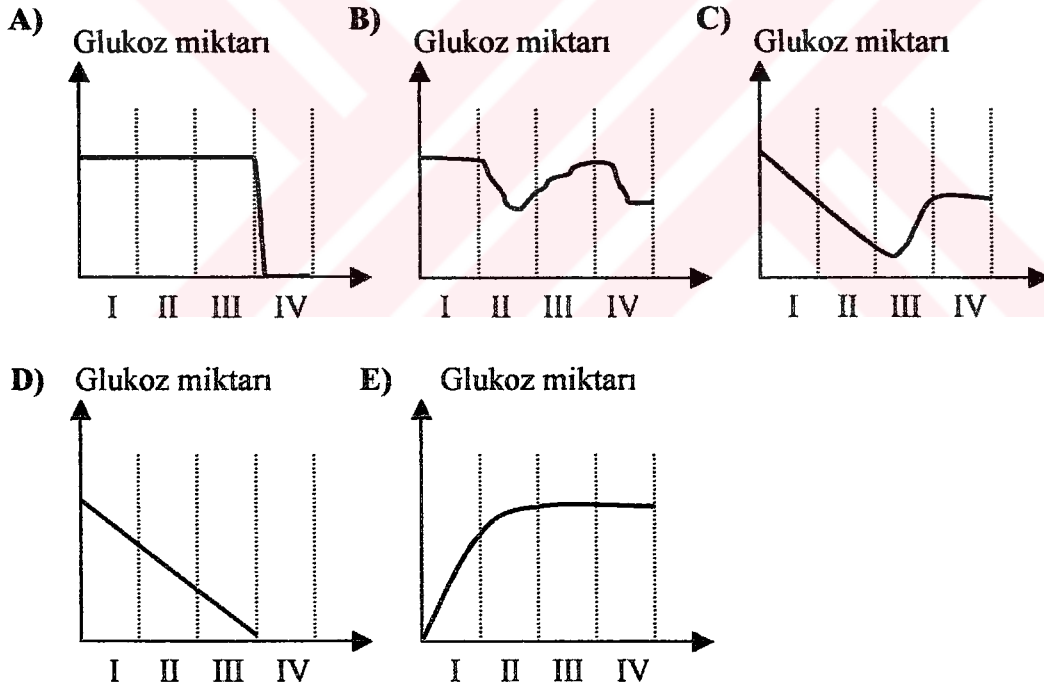 A) B) C)
Glukoz miktarı Glukoz miktarı Glukoz miktarı
I II III IV I II III IV I II III IV
D) Glukoz miktarı E) Glukoz miktarı
I II III IV I II III IV